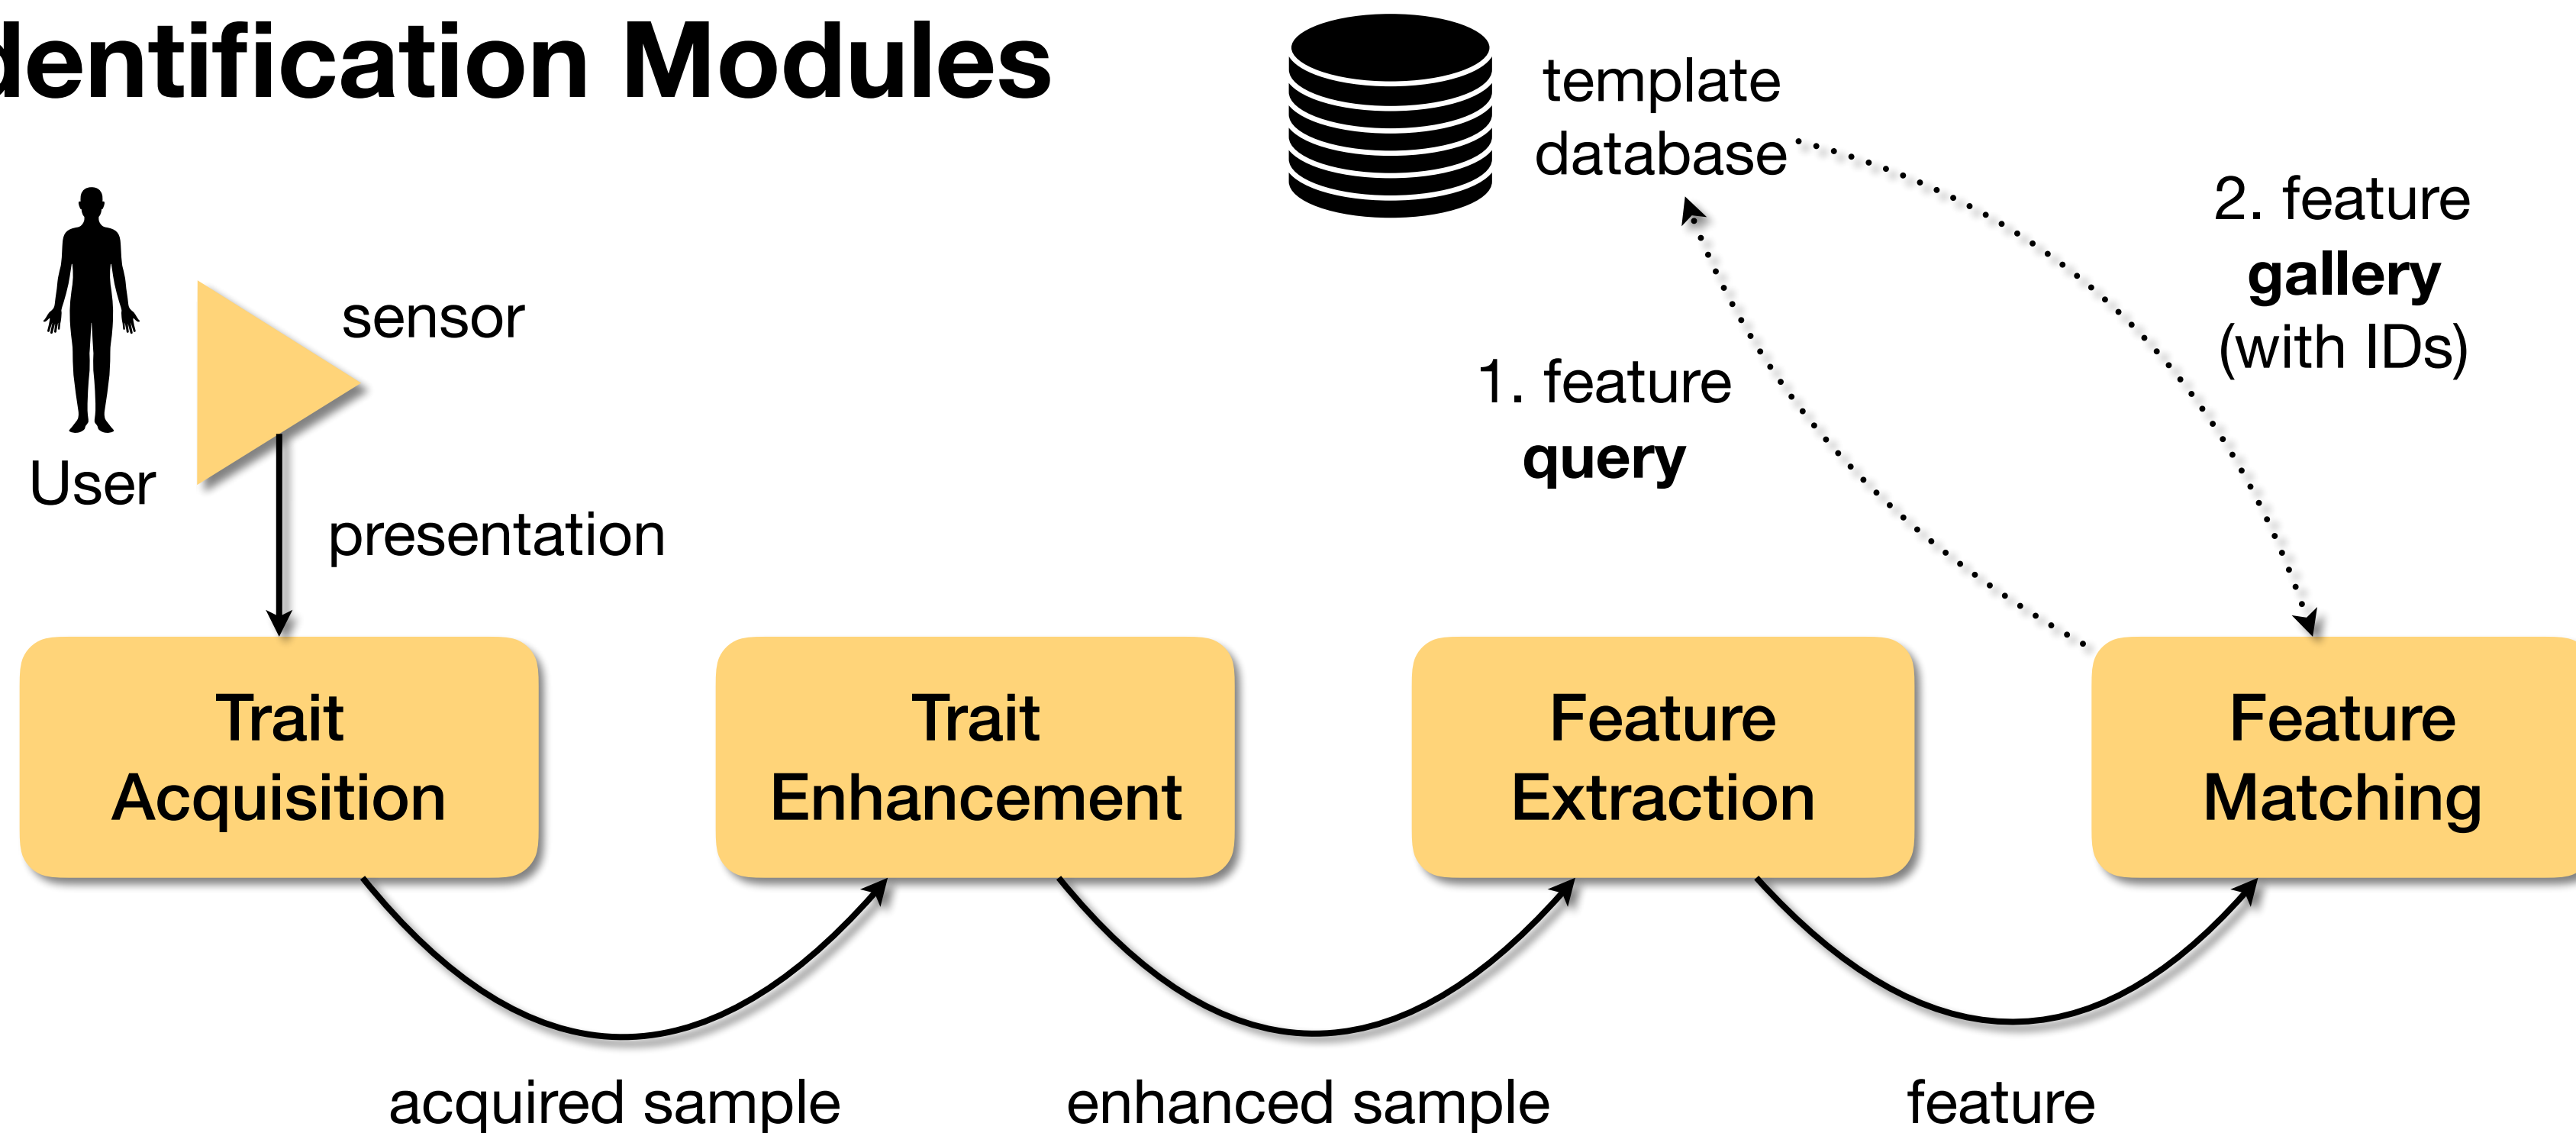 dentification Modules
template
database
2. feature
gallery
(with IDs)
sensor
1. feature
query
User
presentation
Trait
Acquisition
Trait
Enhancement
Feature
Extraction
Feature
Matching
acquired sample
enhanced sample
feature